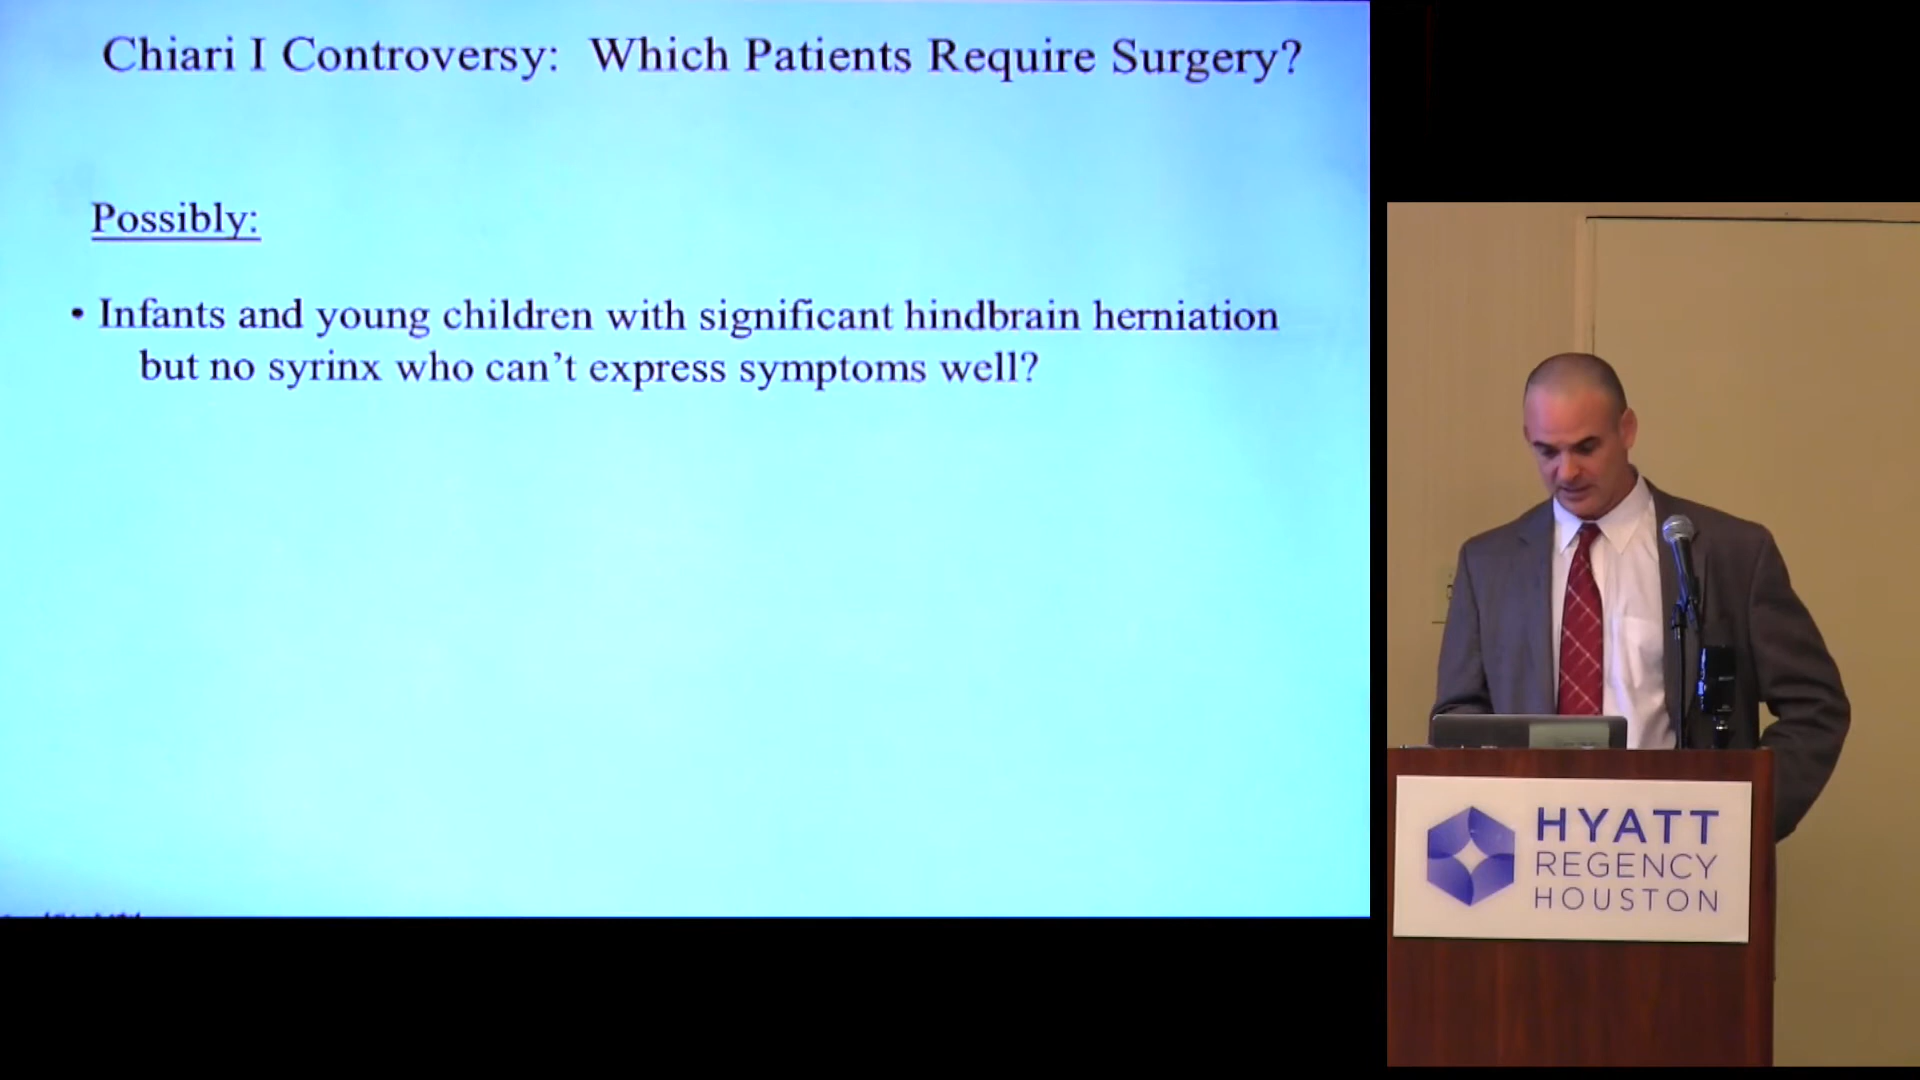 Chiari I Controversy: Which Patients Require Surgery?
Possibly:
• Infants and young children with significant hindbrain herniation
but no syrinx who can't express symptoms well?
HYATT
REGENCY
HOUSTON